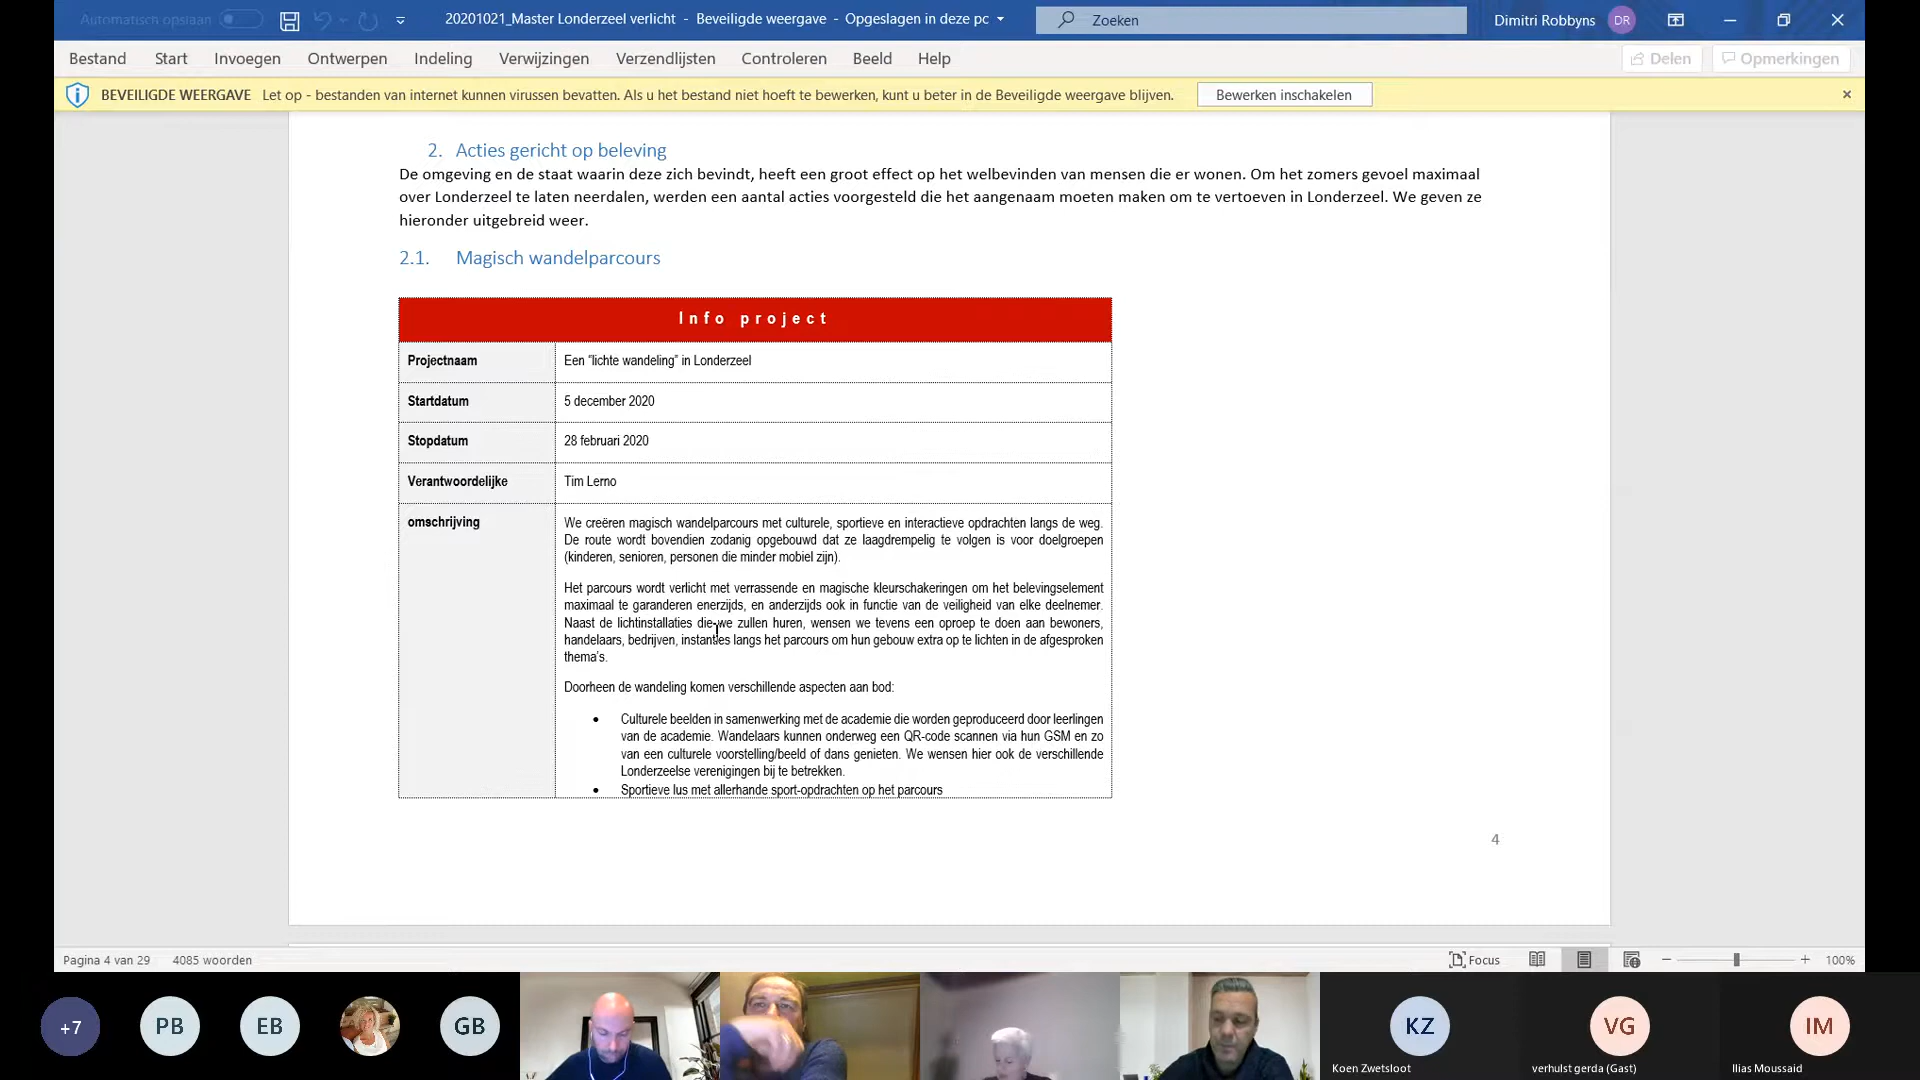 Automatisch opslaan
20201021_Master Londerzeel verlicht - Beveiligde weergave - Opgeslagen in deze pc
Zoeken
Dimitri Robbyns
DR
Bestand Start Invoegen Ontwerpen Indeling Verwijzingen Verzendlijsten Controleren Beeld Help
Delen
Opmerkingen
BEVEILIGDE WEERGAVE Let op - bestanden van internet kunnen virussen bevatten. Als u het bestand niet hoeft te bewerken, kunt u beter in de Beveiligde weergave blijven.
Bewerken inschakelen
2. Acties gericht op beleving
De omgeving en de staat waarin deze zich bevindt, heeft een groot effect op het welbevinden van mensen die er wonen. Om het zomers gevoel maximaal
over Londerzeel te laten neerdalen, werden een aantal acties voorgesteld die het aangenaam moeten maken om te vertoeven in Londerzeel. We geven ze
hieronder uitgebreid weer.
2.1. Magisch wandelparcours
Info project
Projectnaam Een "lichte wandeling" in Londerzeel
Startdatum 5 december 2020
Stopdatum 28 februari 2020
Verantwoordelijke Tim Lerno
omschrijving
We creëren magisch wandelparcours met culturele, sportieve en interactieve opdrachten langs de weg.
De route wordt bovendien zodanig opgebouwd dat ze laagdrempelig te volgen is voor doelgroepen
(kinderen, senioren, personen die minder mobiel zijn).
Het parcours wordt verlicht met verrassende en magische kleurschakeringen om het belevingselement
maximaal te garanderen enerzijds, en anderzijds ook in functie van de veiligheid van elke deelnemer.
Naast de lichtinstallaties die we zullen huren, wensen we tevens een oproep te doen aan bewoners,
handelaars, bedrijven, instanties langs het parcours om hun gebouw extra op te lichten in de afgesproken
thema's.
Doorheen de wandeling komen verschillende aspecten aan bod:
• Culturele beelden in samenwerking met de academie die worden geproduceerd door leerlingen
van de academie. Wandelaars kunnen onderweg een QR-code scannen via hun GSM en zo
van een culturele voorstelling/beeld of dans genieten. We wensen hier ook de verschillende
Londerzeelse verenigingen bij te betrekken.
• Sportieve lus met allerhande sport-opdrachten op het parcours
4
Pagina 4 van 29 4085 woorden
Focus
100%
+7
PB
EB
GB
KZ
VG
IM
Koen Zwetsloot
verhulst gerda (Gast)
Ilias Moussaid